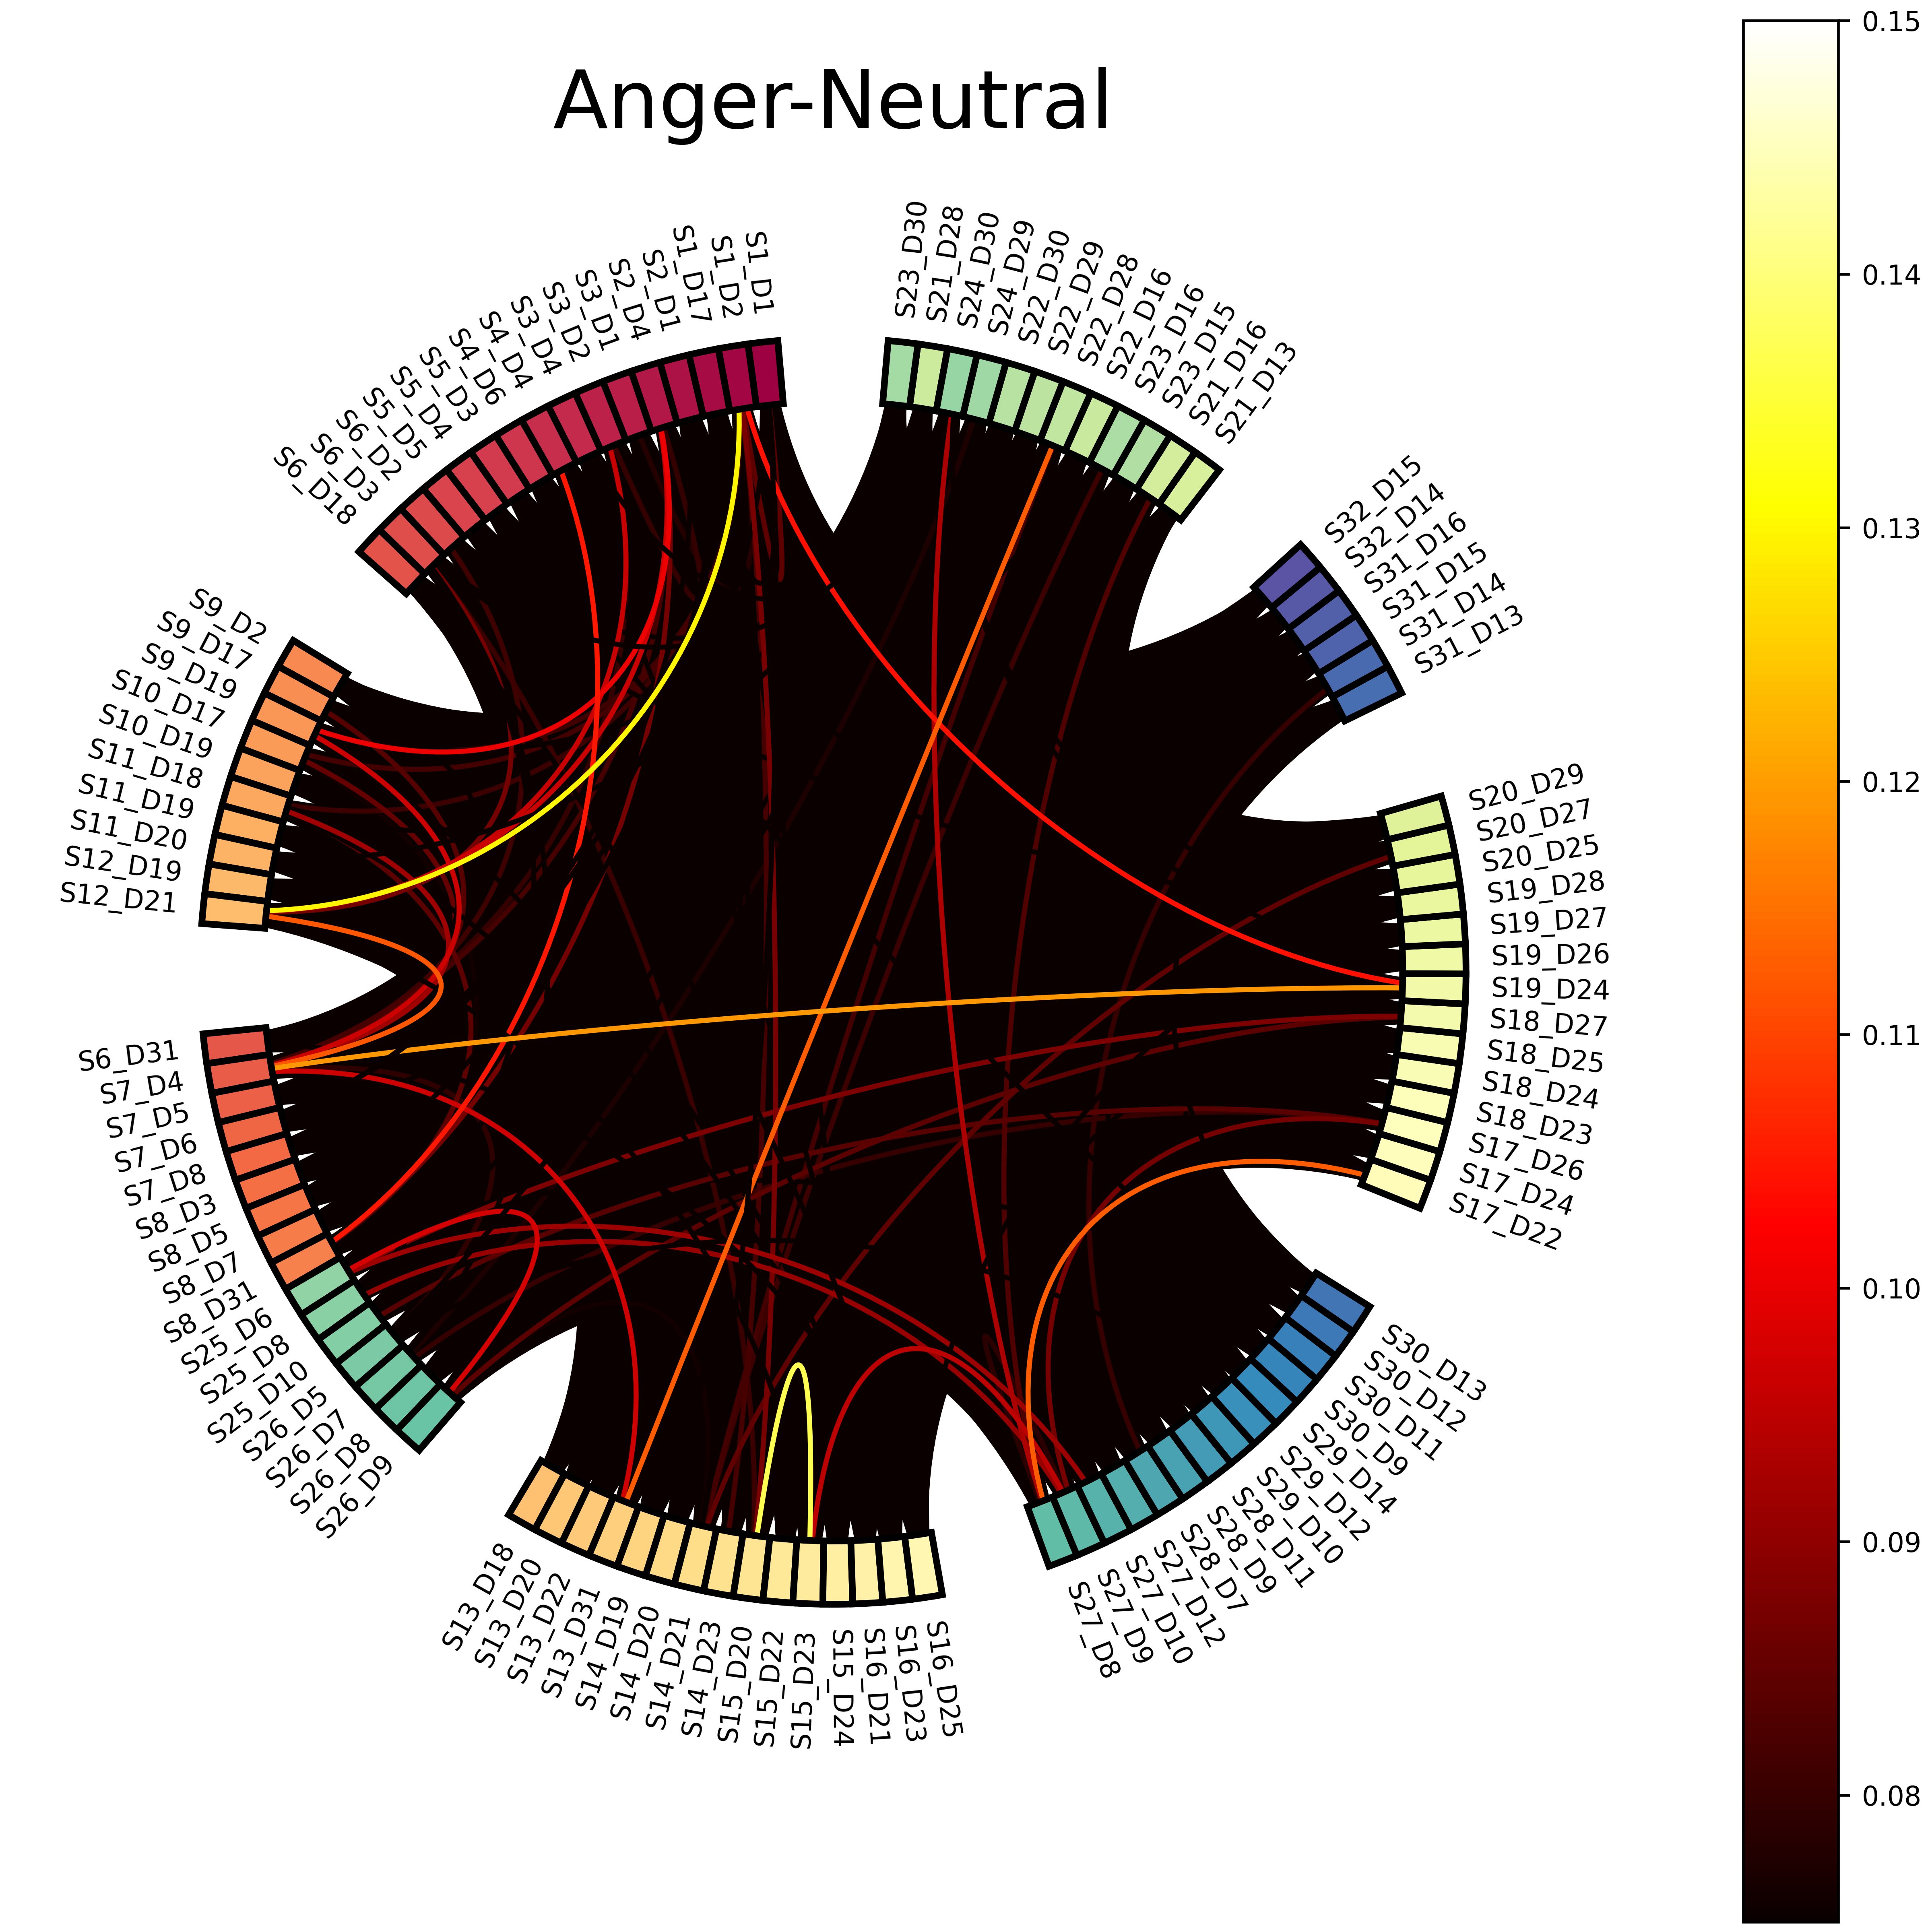 Anger-Neutral
S1_D1
S1_D2
S1_D17
S2_D1
S2_D4
S3_D1
S3_D2
S3_D4
S4_D4
S4_D6
S5_D3
S5_D4
S5_D5
S6_D2
S6_D3
S6_D18
S9_D2
S9_D17
S9_D19
S10_D17
S10_D19
S11_D18
S11_D19
S11_D20
S12_D19
S12_D21
S6_D31
S7_D4
S7_D5
S7_D6
S7_D8
S8_D3
S8_D5
S8_D7
S8_D31
S25_D6
S25_D8
S25_D10
S26_D5
S26_D7
S26_D8
S26_D9
S13_D18
S13_D20
S13_D22
S13_D31
S14_D19
S14_D20
S14_D21
S14_D23
S15_D20
S15_D22
S15_D23
S15_D24
S16_D21
S16_D23
S16_D25
S27_D8
S27_D9
S27_D10
S27_D12
S28_D7
S28_D9
S28_D11
S29_D10
S29_D12
S29_D14
S30_D9
S30_D11
S30_D12
S30_D13
S17_D22
S17_D24
S17_D26
S18_D23
S18_D24
S18_D25
S18_D27
S19_D24
S19_D26
S19_D27
S19_D28
S20_D25
S20_D27
S20_D29
S31_D13
S31_D14
S31_D15
S31_D16
S32_D14
S32_D15
S21_D13
S21_D16
S23_D15
S23_D16
S22_D16
S22_D28
S22_D29
S22_D30
S24_D29
S24_D30
S21_D28
S23_D30
0.15
0.14
0.13
0.12
0.11
0.10
0.09
0.08